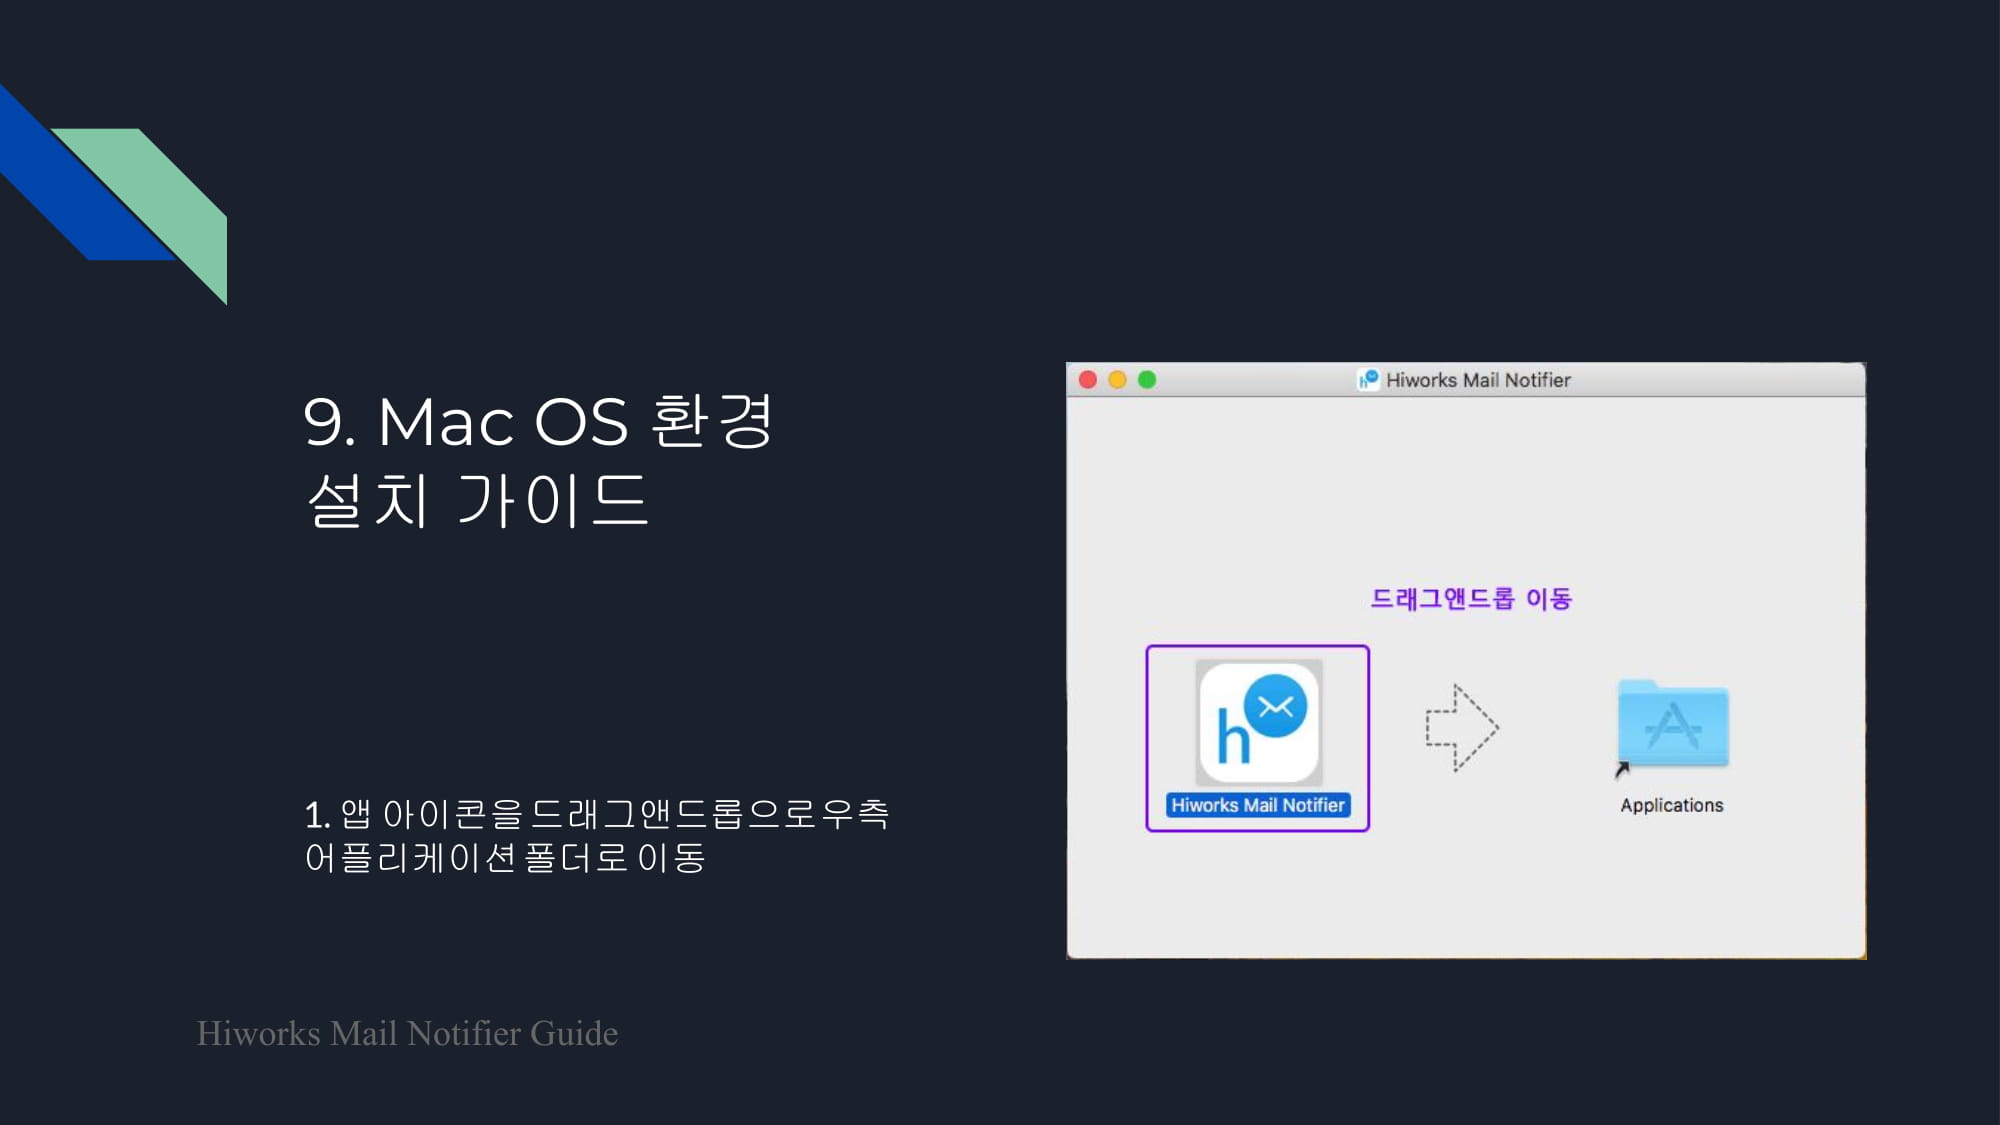 9. Mac OS 환경
설치 가이드
1. 앱 아이콘을 드래그앤드롭으로 우측
어플리케이션 폴더로 이동
Hiworks Mail Notifier
드래그앤드롭 이동
h
Hiworks Mail Notifier
Applications
Hiworks Mail Notifier Guide